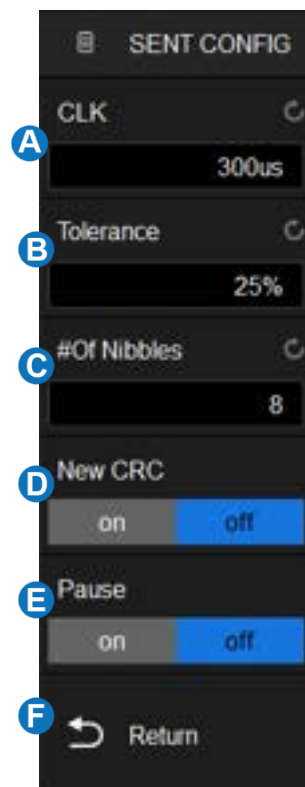 SENT CONFIG
CLK
A
300us
Tolerance
B
25%
#Of Nibbles
C
8
New CRC
D
on off
Pause
E
on off
F
Return